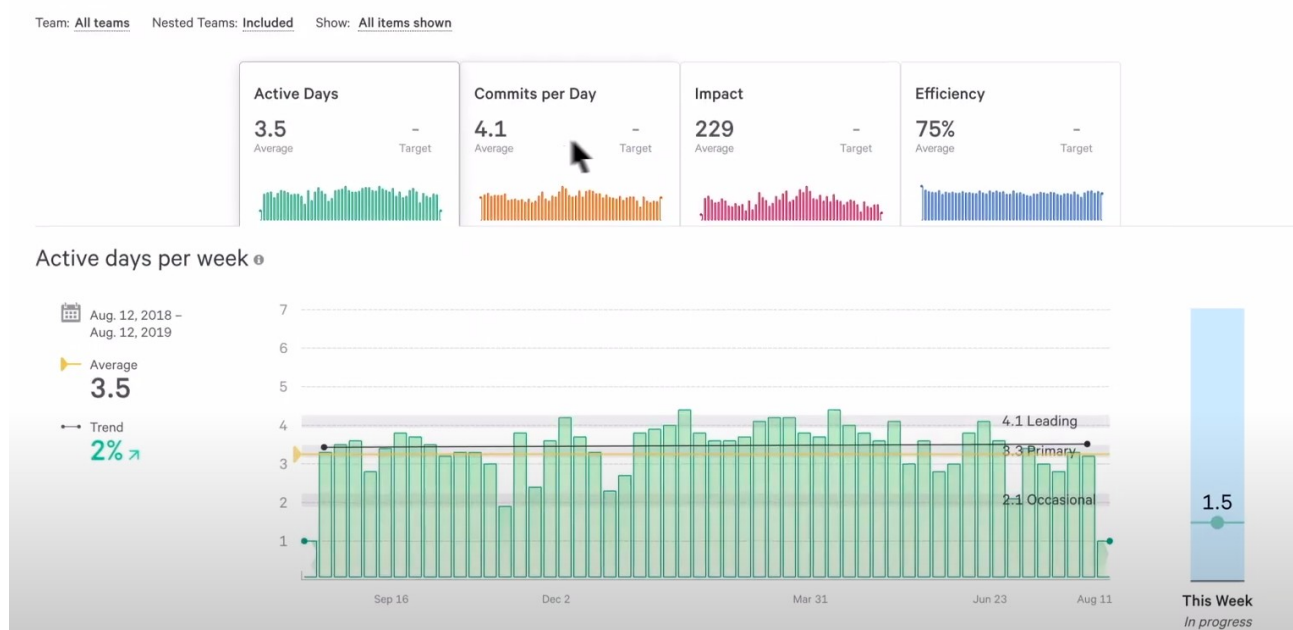 Team: All teams Nested Teams: Included Show: All items shown
Active Days Commits per Day Impact Efficiency
3.5 - 4.1 - 229 - 75% -
Average Target Average Target Average Target Average Target
Active days per week
Aug. 12, 2018 –
Aug. 12, 2019
Average
3.5
Trend
2%
7
6
5
4
3
2
1
4.1 Leading
3.3 Primary
2.1 Occasional
Sep 16 Dec 2 Mar 31 Jun 23 Aug 11
1.5
This Week
In progress